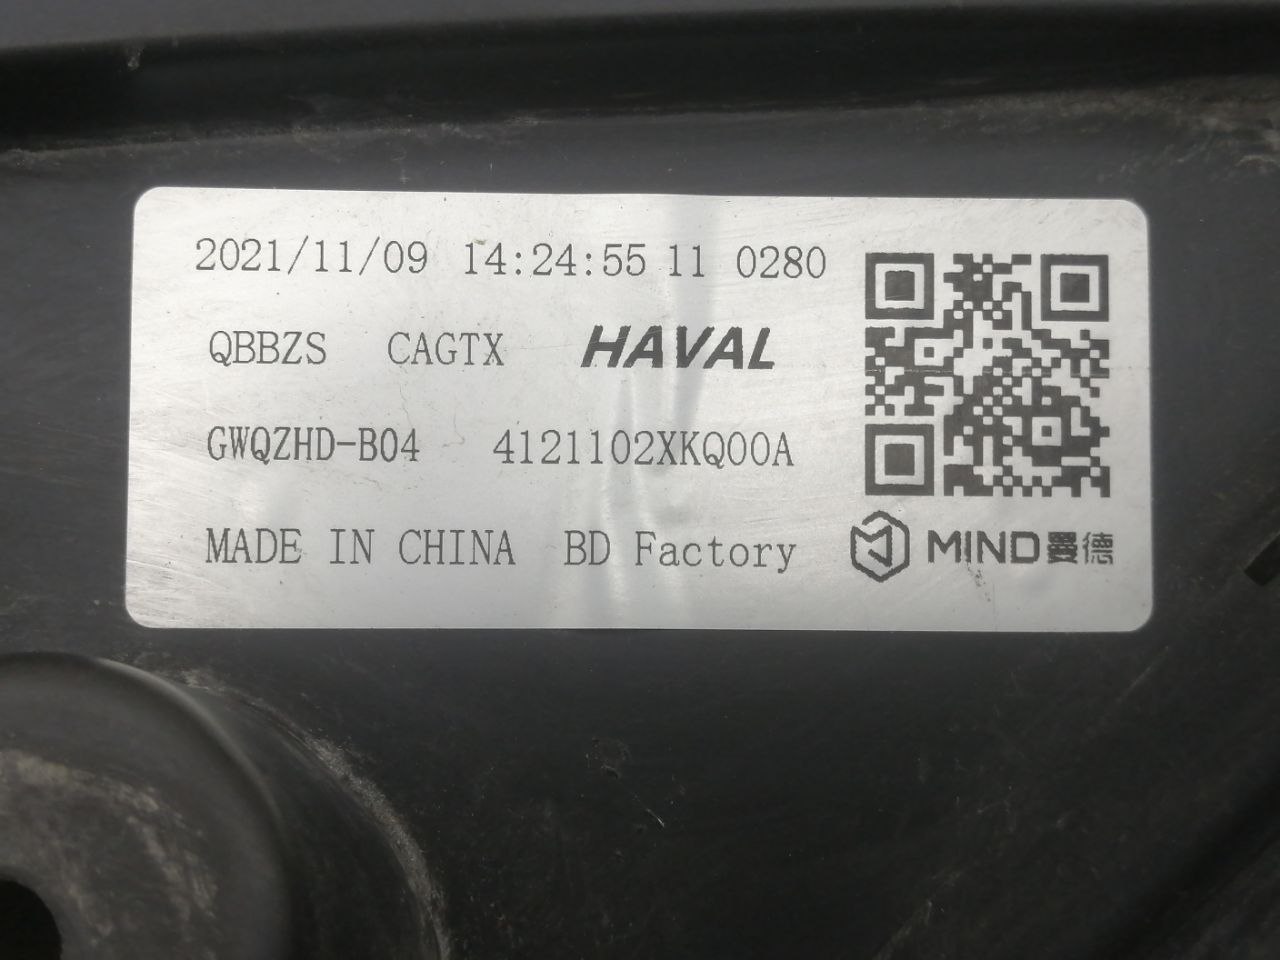 2021/11/09 14:24:55 11 0280
QBBZS CAGTX HAVAL
GWQZHD-B04 4121102XKQ00A
MADE IN CHINA BD Factory
MIND曼德